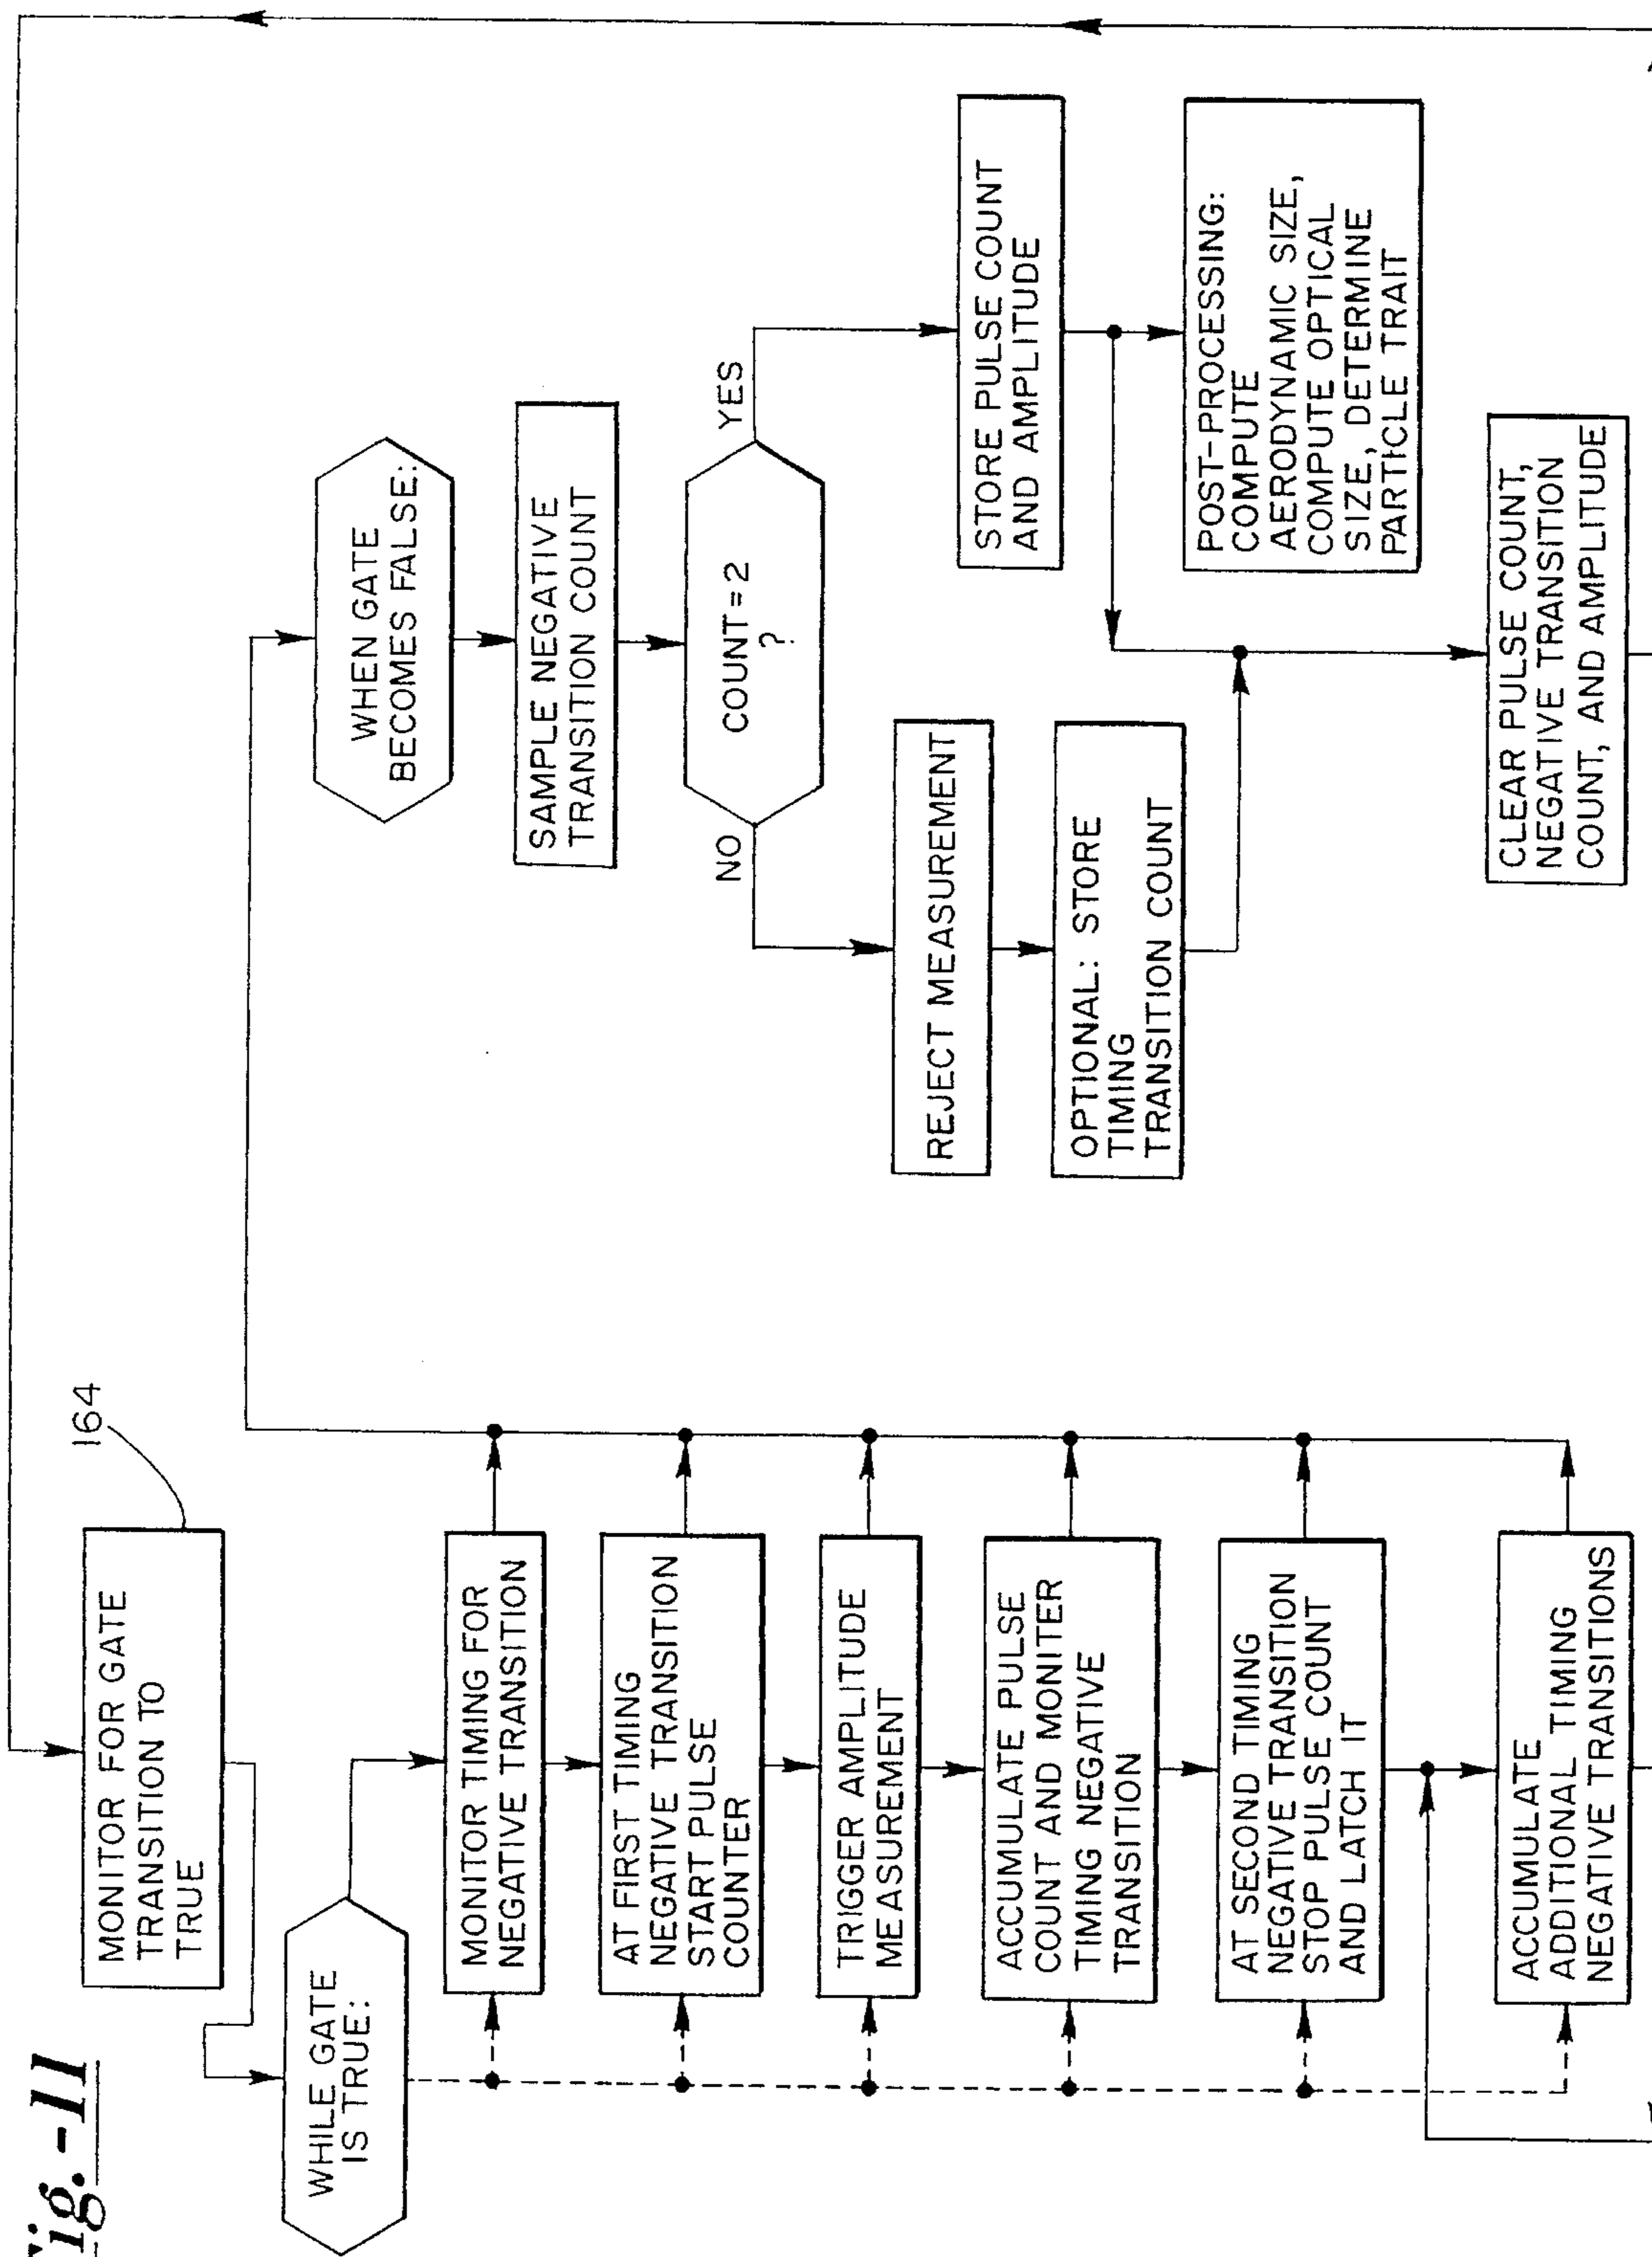 Fig.-11
164
MONITOR FOR GATE
TRANSITION TO
TRUE
WHILE GATE
IS TRUE:
MONITOR TIMING FOR
NEGATIVE TRANSITION
AT FIRST TIMING
NEGATIVE TRANSITION
START PULSE
COUNTER
TRIGGER AMPLITUDE
MEASUREMENT
ACCUMULATE PULSE
COUNT AND MONITER
TIMING NEGATIVE
TRANSITION
AT SECOND TIMING
NEGATIVE TRANSITION
STOP PULSE COUNT
AND LATCH IT
ACCUMULATE
ADDITIONAL TIMING
NEGATIVE TRANSITIONS
WHEN GATE
BECOMES FALSE:
SAMPLE NEGATIVE
TRANSITION COUNT
COUNT=2
?
NO
YES
REJECT MEASUREMENT
OPTIONAL: STORE
TIMING
TRANSITION COUNT
STORE PULSE COUNT
AND AMPLITUDE
POST-PROCESSING:
COMPUTE
AERODYNAMIC SIZE,
COMPUTE OPTICAL
SIZE, DETERMINE
PARTICLE TRAIT
CLEAR PULSE COUNT,
NEGATIVE TRANSITION
COUNT, AND AMPLITUDE